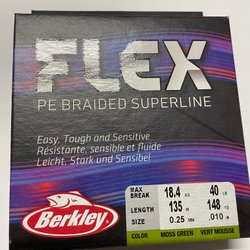 FLEX
PE BRAIDED SUPERLINE
Easy, Tough and Sensitive
Résistante, sensible et fluide
Leicht, Stark und Sensibel
MAX BREAK 18.4 KG 40 LB
LENGTH 135 M 148 YD
SIZE 0.25 MM .010 IN
COLOR MOSS GREEN VERT MOUSSE
Berkley